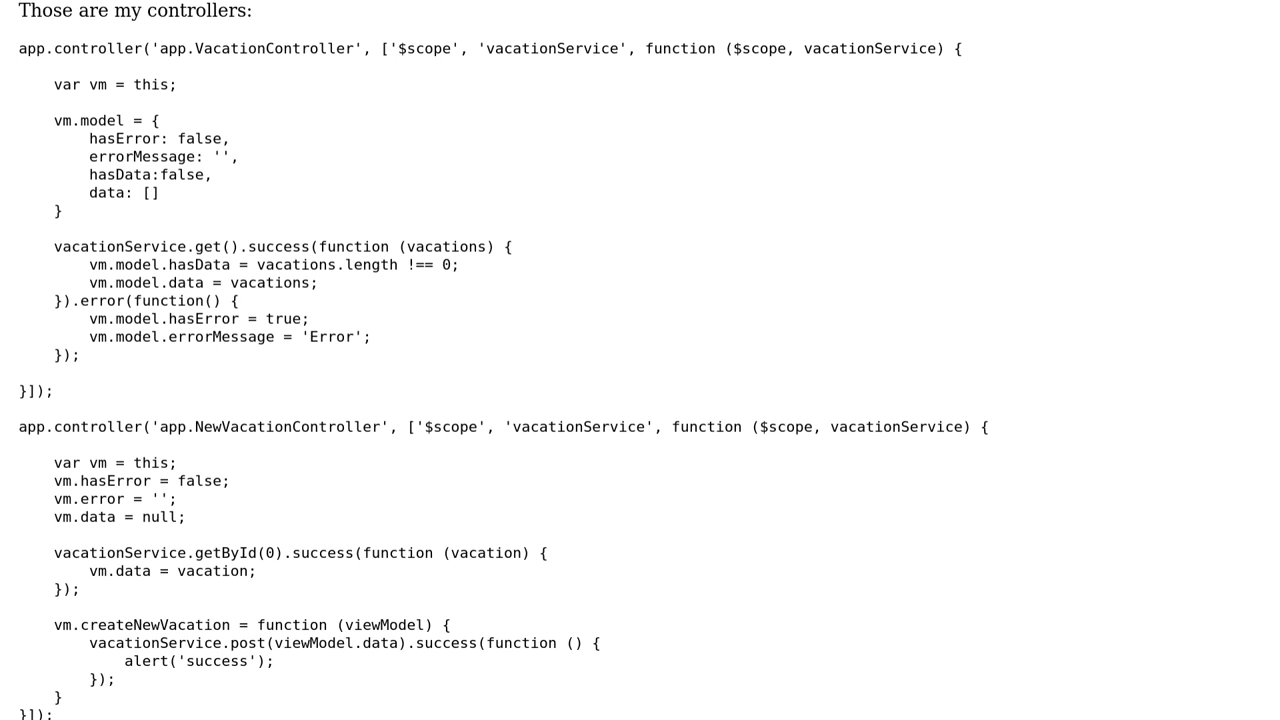 Those are my controllers:
app.controller('app.VacationController', ['$scope', 'vacationService', function ($scope, vacationService) {
    var vm = this;
    vm.model = {
        hasError: false,
        errorMessage: '',
        hasData:false,
        data: []
    }
    vacationService.get().success(function (vacations) {
        vm.model.hasData = vacations.length !== 0;
        vm.model.data = vacations;
    }).error(function() {
        vm.model.hasError = true;
        vm.model.errorMessage = 'Error';
    });
}]);
app.controller('app.NewVacationController', ['$scope', 'vacationService', function ($scope, vacationService) {
    var vm = this;
    vm.hasError = false;
    vm.error = '';
    vm.data = null;
    vacationService.getById(0).success(function (vacation) {
        vm.data = vacation;
    });
    vm.createNewVacation = function (viewModel) {
        vacationService.post(viewModel.data).success(function () {
            alert('success');
        });
    }
}]);